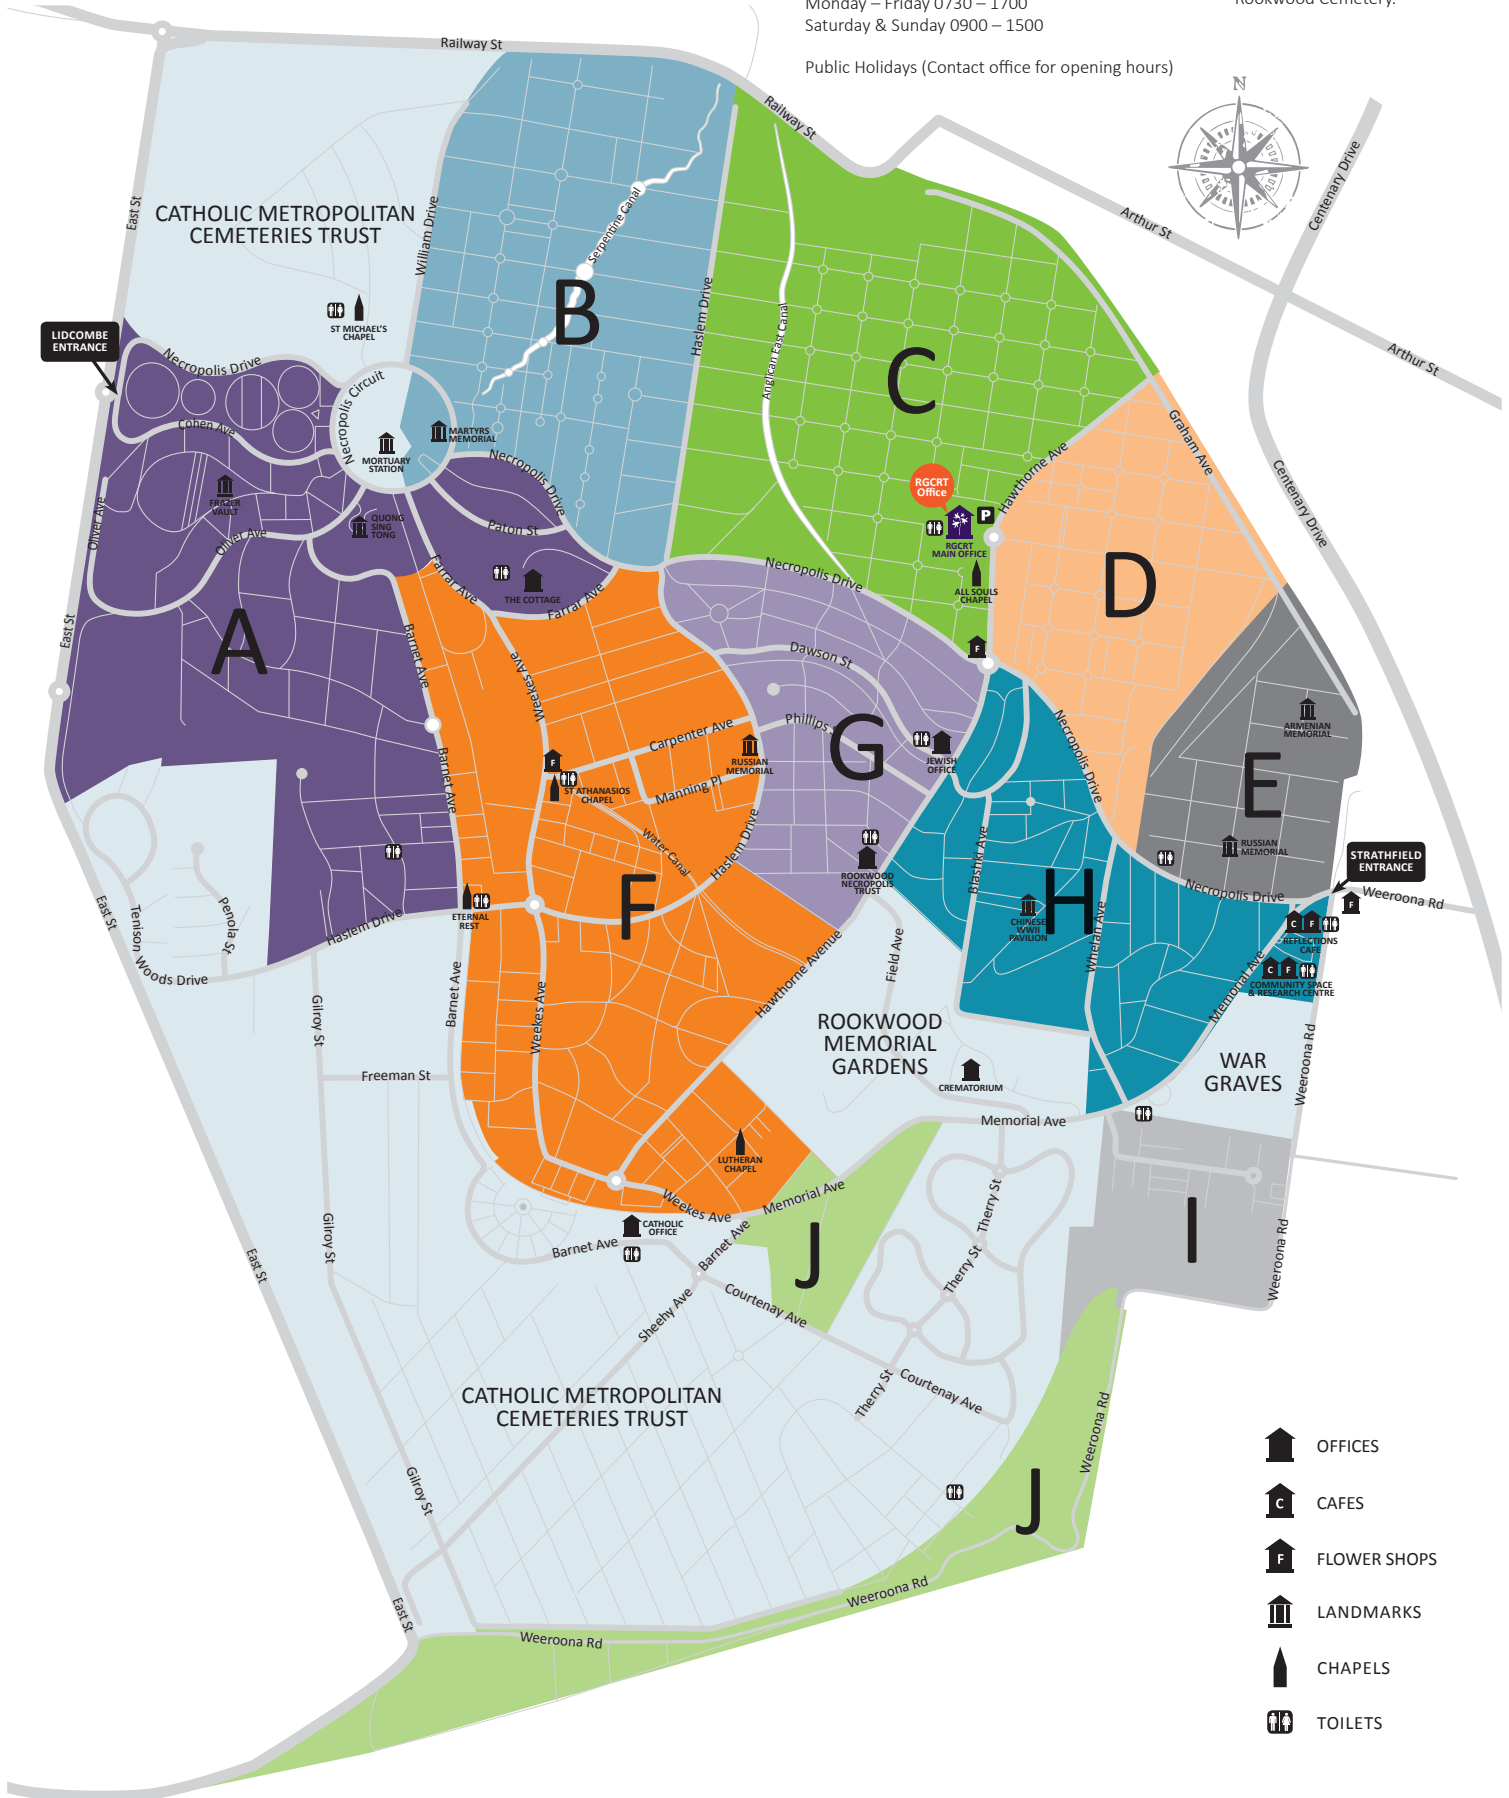 Monday – Friday 0730 – 1700
Rookwood Cemetery.
Saturday & Sunday 0900 – 1500
Public Holidays (Contact office for opening hours)
N
Railway St
Railway St
Arthur St
Centenary Drive
East St
CATHOLIC METROPOLITAN
CEMETERIES TRUST
William Drive
Serpentine Canal
B
Haslem Drive
Anglican East Canal
C
Arthur St
ST MICHAEL'S
CHAPEL
LIDCOMBE
ENTRANCE
Necropolis Drive
Necropolis Circuit
Cohen Ave
MARTYRS
MEMORIAL
MORTUARY
STATION
Necropolis Drive
Graham Ave
Hawthorne Ave
Centenary Drive
FRAZER
VAULT
RGCRT
Office
P
RGCRT
MAIN OFFICE
QUONG
SING
TONG
Paton St
Oliver Ave
Oliver Ave
Farrar Ave
THE COTTAGE
Farrar Ave
Necropolis Drive
ALL SOULS
CHAPEL
D
East St
A
Barnet Ave
Weekes Ave
Dawson St
F
G
Phillips St
JEWISH
OFFICE
Necropolis Drive
ARMENIAN
MEMORIAL
E
Barnet Ave
F
Carpenter Ave
RUSSIAN
MEMORIAL
ST ATHANASIOS
CHAPEL
Manning Pl
Water Canal
Haslem Drive
ROOKWOOD
NECROPOLIS
TRUST
Blashki Ave
RUSSIAN
MEMORIAL
STRATHFIELD
ENTRANCE
Necropolis Drive
Weeroona Rd
F
East St
Tenison
Woods Drive
Penola St
Haslem Drive
ETERNAL
REST
F
H
CHINESE
WWII
PAVILION
Whelan Ave
C F
REFLECTIONS
CAFE
C F
COMMUNITY SPACE
& RESEARCH CENTRE
Memorial Ave
Gilroy St
Barnet Ave
Weekes Ave
Hawthorne Avenue
Field Ave
ROOKWOOD
MEMORIAL
GARDENS
CREMATORIUM
WAR
GRAVES
Weeroona Rd
Freeman St
Memorial Ave
LUTHERAN
CHAPEL
Memorial Ave
Weekes Ave
CATHOLIC
OFFICE
Barnet Ave
Barnet Ave
J
Therry St
Therry St
I
Weeroona Rd
Gilroy St
East St
Sheehy Ave
Courtenay Ave
Therry St
Courtenay Ave
CATHOLIC METROPOLITAN
CEMETERIES TRUST
Weeroona Rd
Gilroy St
J
East St
Weeroona Rd
Weeroona Rd
OFFICES
C
CAFES
F
FLOWER SHOPS
LANDMARKS
CHAPELS
TOILETS